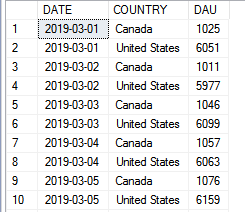 DATE COUNTRY DAU
1 2019-03-01 Canada 1025
2 2019-03-01 United States 6051
3 2019-03-02 Canada 1011
4 2019-03-02 United States 5977
5 2019-03-03 Canada 1046
6 2019-03-03 United States 6099
7 2019-03-04 Canada 1057
8 2019-03-04 United States 6063
9 2019-03-05 Canada 1076
10 2019-03-05 United States 6159